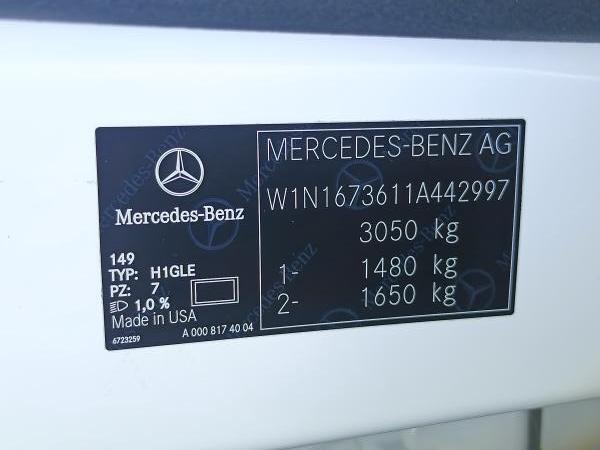 Mercedes-Benz
149
TYP: H1GLE
PZ: 7
1,0 %
Made in USA
6723259
A 000 817 40 04
MERCEDES-BENZ AG
W1N1673611A442997
3050 kg
1- 1480 kg
2- 1650 kg